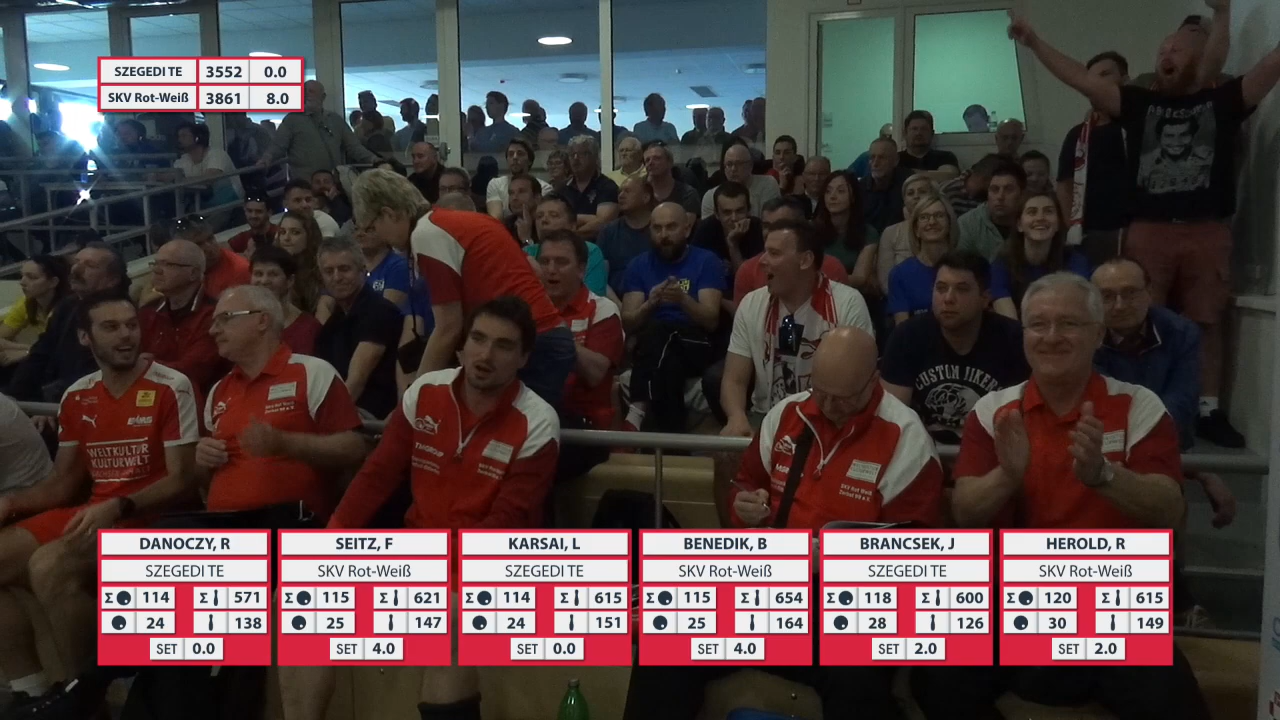 SZEGEDI TE 3552 0.0
SKV Rot-Weiß 3861 8.0
WELTKULTUR
KULTURWELT
CUSTOM
SKV Rot Weiß
DANOCZY, R
SZEGEDI TE
Σ 114 Σ 571
24 138
SET 0.0
SEITZ, F
SKV Rot-Weiß
Σ 115 Σ 621
25 147
SET 4.0
KARSAI, L
SZEGEDI TE
Σ 114 Σ 615
24 151
SET 0.0
BENEDIK, B
SKV Rot-Weiß
Σ 115 Σ 654
25 164
SET 4.0
BRANCSEK, J
SZEGEDI TE
Σ 118 Σ 600
28 126
SET 2.0
HEROLD, R
SKV Rot-Weiß
Σ 120 Σ 615
30 149
SET 2.0